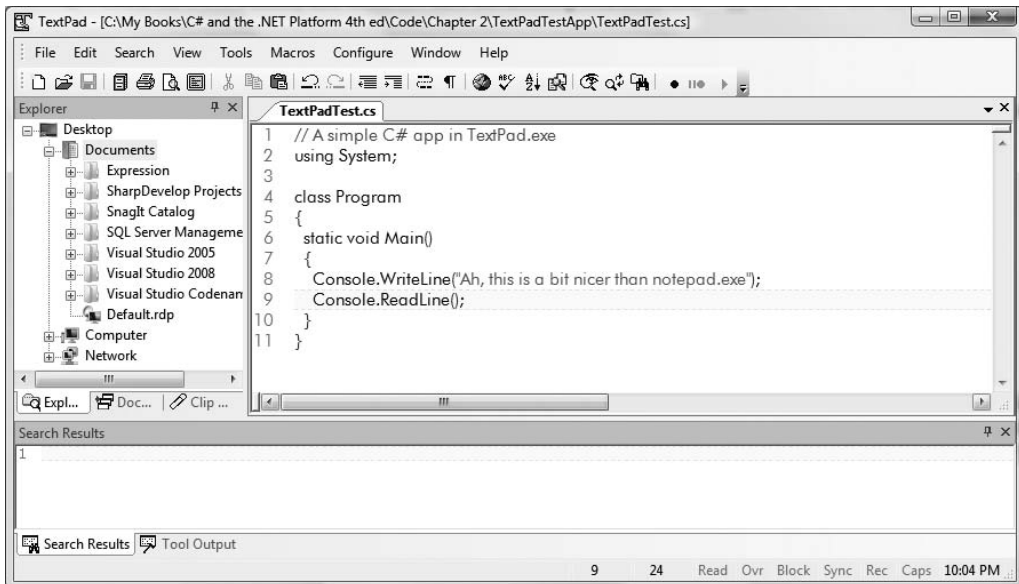 TextPad - [C:\My Books\C# and the .NET Platform 4th ed\Code\Chapter 2\TextPadTestApp\TextPadTest.cs]
File Edit Search View Tools Macros Configure Window Help
Explorer
Desktop
Documents
Expression
SharpDevelop Projects
SnagIt Catalog
SQL Server Manageme
Visual Studio 2005
Visual Studio 2008
Visual Studio Codenam
Default.rdp
Computer
Network
Expl... Doc... Clip ...
TextPadTest.cs
1 // A simple C# app in TextPad.exe
2 using System;
3
4 class Program
5 {
6 static void Main()
7 {
8 Console.WriteLine("Ah, this is a bit nicer than notepad.exe");
9 Console.ReadLine();
10 }
11 }
Search Results
1
Search Results Tool Output
9 24 Read Ovr Block Sync Rec Caps 10:04 PM